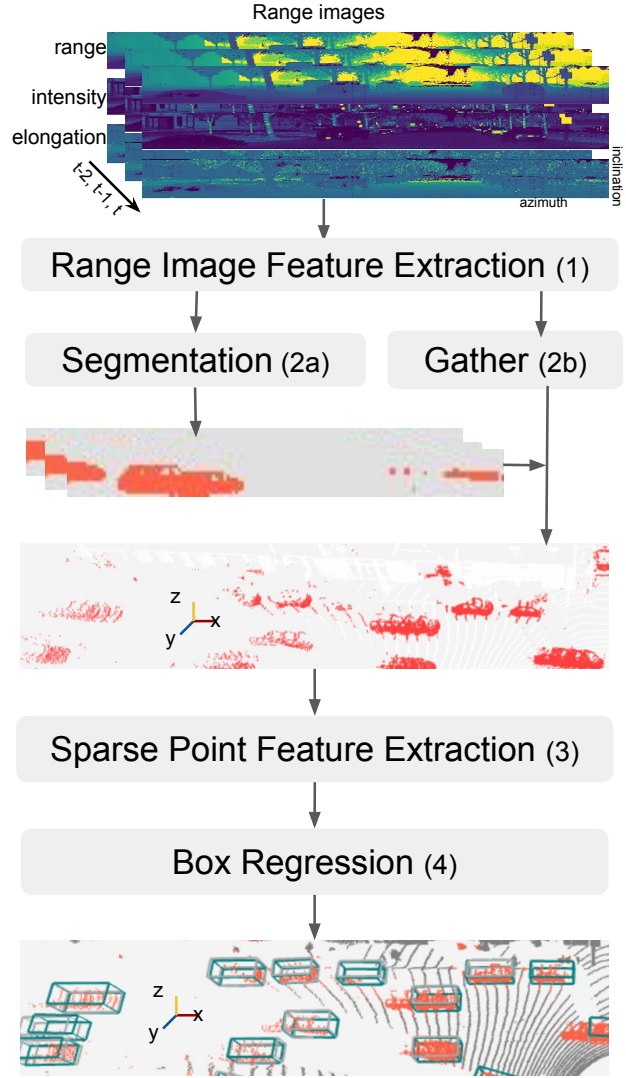 Range images
range
intensity
elongation
t-2, t-1, t
inclination
azimuth
Range Image Feature Extraction (1)
Segmentation (2a)
Gather (2b)
z
x
y
Sparse Point Feature Extraction (3)
Box Regression (4)
z
x
y